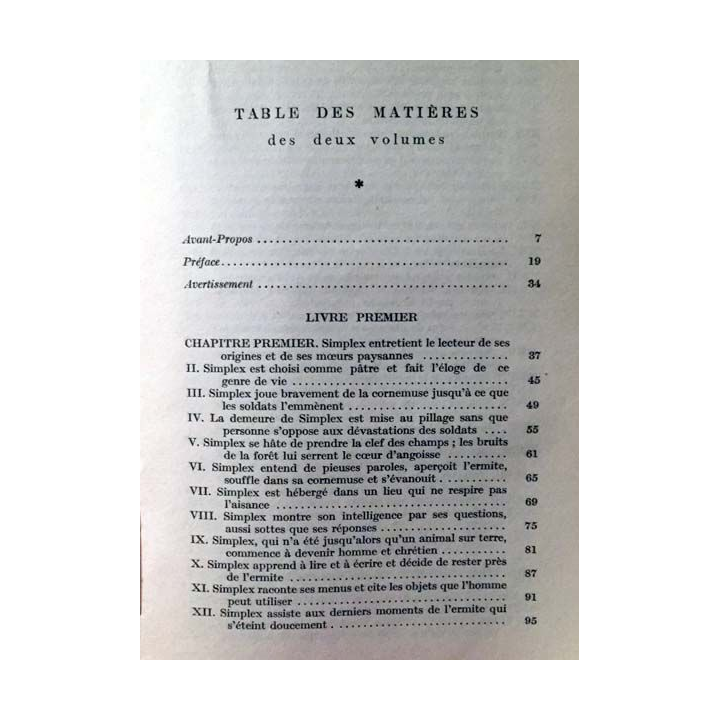 TABLE DES MATIÈRES
des deux volumes
*
Avant-Propos ........................................ 7
Préface.............................................. 19
Avertissement ........................................ 34
LIVRE PREMIER
CHAPITRE PREMIER. Simplex entretient le lecteur de ses
origines et de ses mœurs paysannes .............. 37
II. Simplex est choisi comme pâtre et fait l'éloge de ce
genre de vie .................................... 45
III. Simplex joue bravement de la cornemuse jusqu'à ce que
les soldats l'emmènent .......................... 49
IV. La demeure de Simplex est mise au pillage sans que
personne s'oppose aux dévastations des soldats .... 55
V. Simplex se hâte de prendre la clef des champs ; les bruits
de la forêt lui serrent le cœur d'angoisse ........... 61
VI. Simplex entend de pieuses paroles, aperçoit l'ermite,
souffle dans sa cornemuse et s'évanouit ............. 65
VII. Simplex est hébergé dans un lieu qui ne respire pas
l'aisance ....................................... 69
VIII. Simplex montre son intelligence par ses questions,
aussi sottes que ses réponses ..................... 75
IX. Simplex, qui n'a été jusqu'alors qu'un animal sur terre,
commence à devenir homme et chrétien ........... 81
X. Simplex apprend à lire et à écrire et décide de rester près
de l'ermite ..................................... 87
XI. Simplex raconte ses menus et cite les objets que l'homme
peut utiliser .................................... 91
XII. Simplex assiste aux derniers moments de l'ermite qui
s'éteint doucement .............................. 95